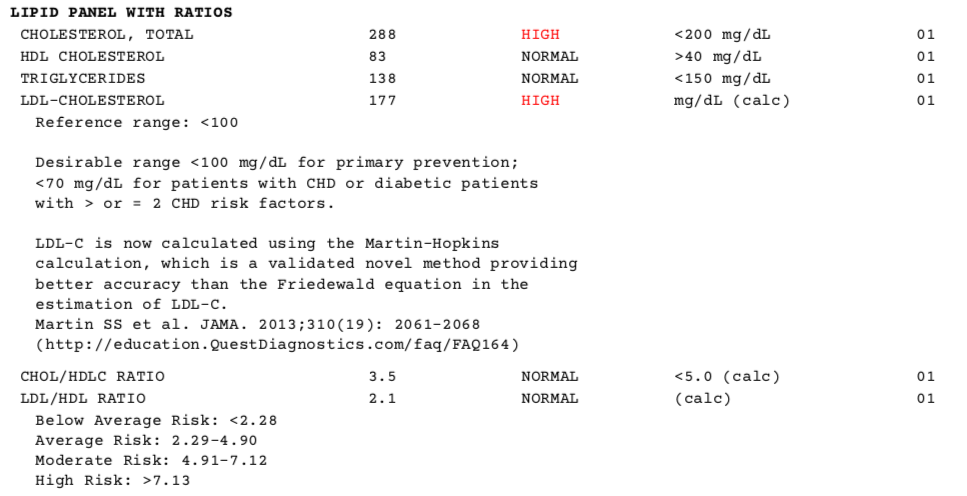 LIPID PANEL WITH RATIOS
CHOLESTEROL, TOTAL 288 HIGH <200 mg/dL 01
HDL CHOLESTEROL 83 NORMAL >40 mg/dL 01
TRIGLYCERIDES 138 NORMAL <150 mg/dL 01
LDL-CHOLESTEROL 177 HIGH mg/dL (calc) 01
Reference range: <100
Desirable range <100 mg/dL for primary prevention;
<70 mg/dL for patients with CHD or diabetic patients
with > or = 2 CHD risk factors.
LDL-C is now calculated using the Martin-Hopkins
calculation, which is a validated novel method providing
better accuracy than the Friedewald equation in the
estimation of LDL-C.
Martin SS et al. JAMA. 2013;310(19): 2061-2068
(http://education.QuestDiagnostics.com/faq/FAQ164)
CHOL/HDLC RATIO 3.5 NORMAL <5.0 (calc) 01
LDL/HDL RATIO 2.1 NORMAL (calc) 01
Below Average Risk: <2.28
Average Risk: 2.29-4.90
Moderate Risk: 4.91-7.12
High Risk: >7.13